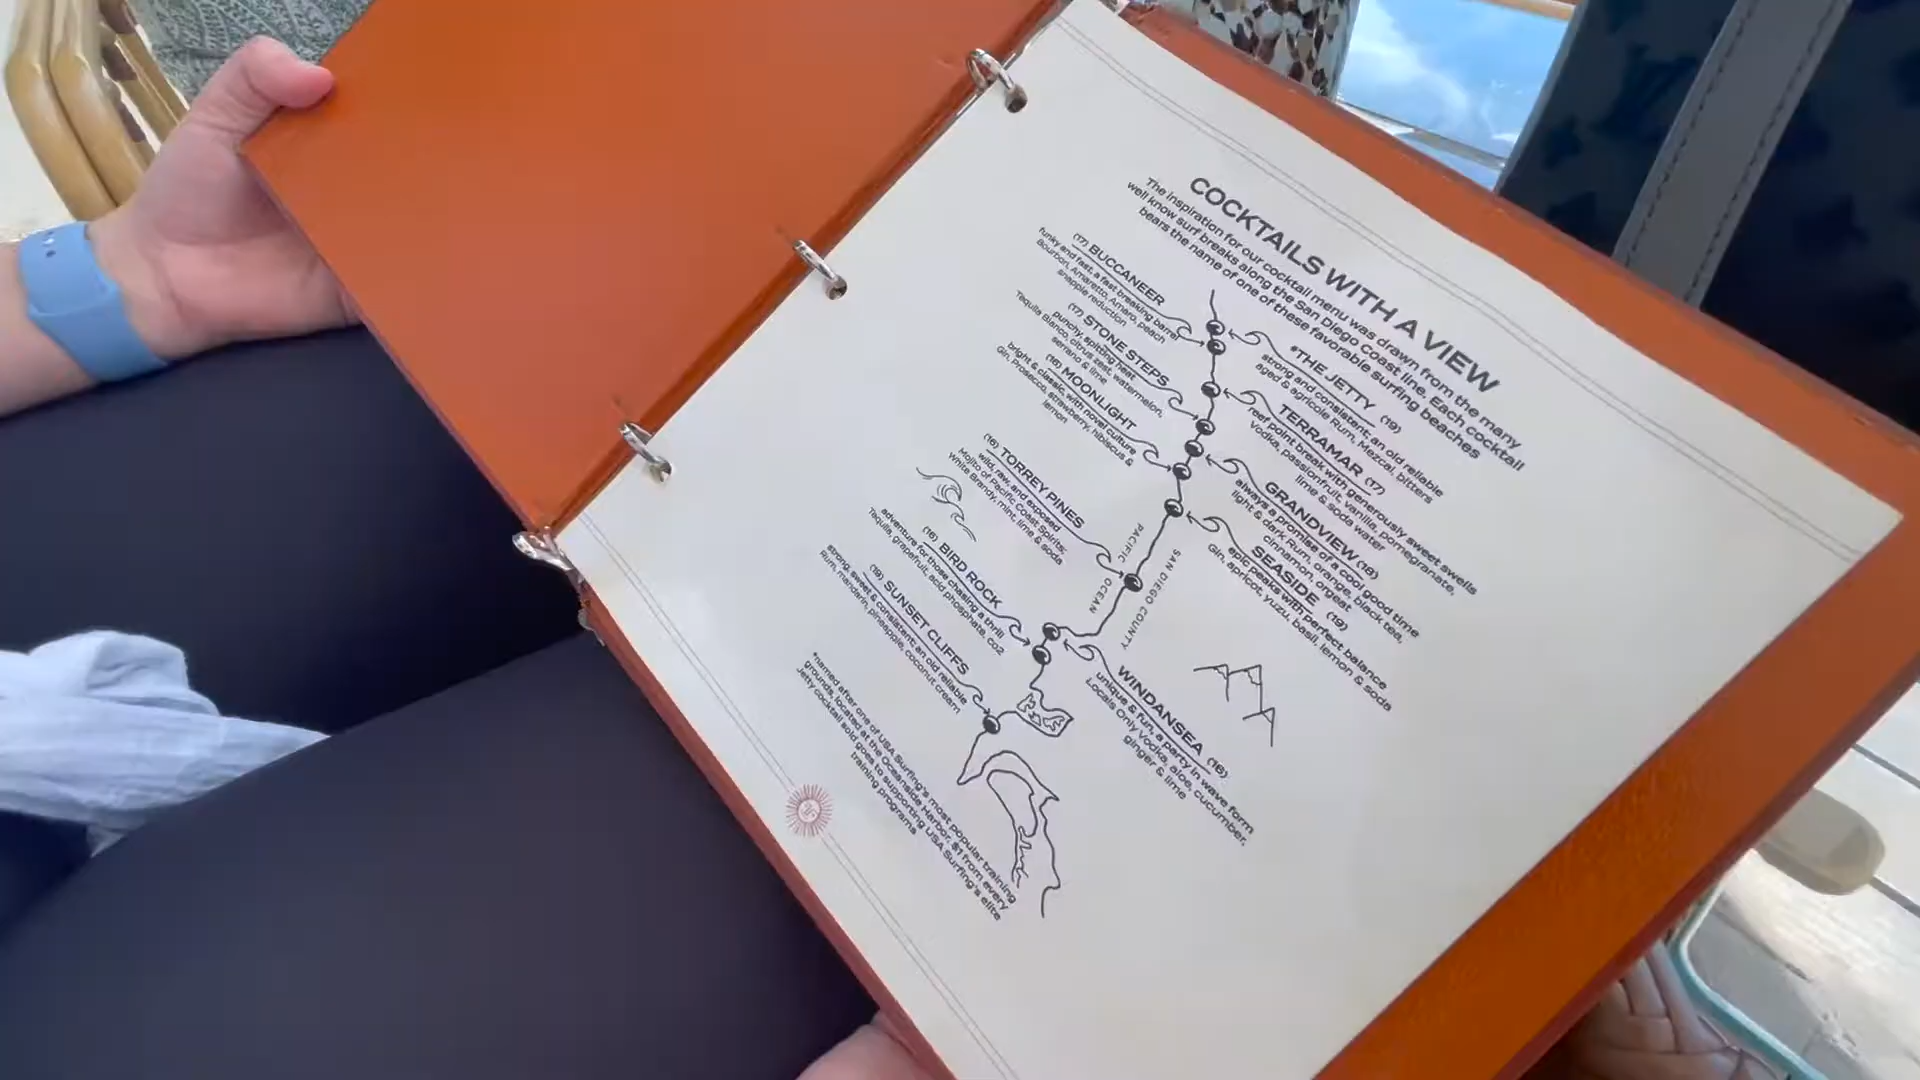 COCKTAILS WITH A VIEW
The inspiration for our cocktail menu was drawn from the many
well know surf breaks along the San Diego Coast line. Each cocktail
bears the name of one of these favorable surfing beaches
(17) BUCCANEER
funky and fast, a fast breaking barrel
Bourbon, Amaretto, Amaro, peach
snapple reduction
(17) STONE STEPS
punchy, spitting heat
Tequila Blanco, citrus zest, watermelon,
serrano & lime
(16) MOONLIGHT
bright & classic, with novel culture
Gin, Prosecco, strawberry, hibiscus &
lemon
(16) TORREY PINES
wild, raw, and exposed
Mojito of Pacific Coast Spirits;
White Brandy, mint, lime & soda
(16) BIRD ROCK
adventure for those chasing a thrill
Tequila, grapefruit, acid phosphate, co2
(19) SUNSET CLIFFS
strong, sweet & consistent; an old reliable
Rum, mandarin, pineapple, coconut cream
*THE JETTY (19)
strong and consistent; an old reliable
aged & agricole Rum, Mezcal, bitters
TERRAMAR (17)
reef point break with generously sweet swells
Vodka, passionfruit, vanilla, pomegranate,
lime & soda water
GRANDVIEW (18)
always a promise of a cool good time
light & dark Rum, orange, black tea,
cinnamon, orgeat
SEASIDE (19)
epic peaks with perfect balance
Gin, apricot, yuzu, basil, lemon & soda
WINDANSEA (16)
unique & fun, a party in wave form
Locals Only Vodka, aloe, cucumber,
ginger & lime
PACIFIC OCEAN
SAN DIEGO COUNTY
*named after one of USA Surfing's most popular training
grounds, located at the Oceanside Harbor. $1 from every
Jetty cocktail sold goes to supporting USA Surfing's elite
training programs